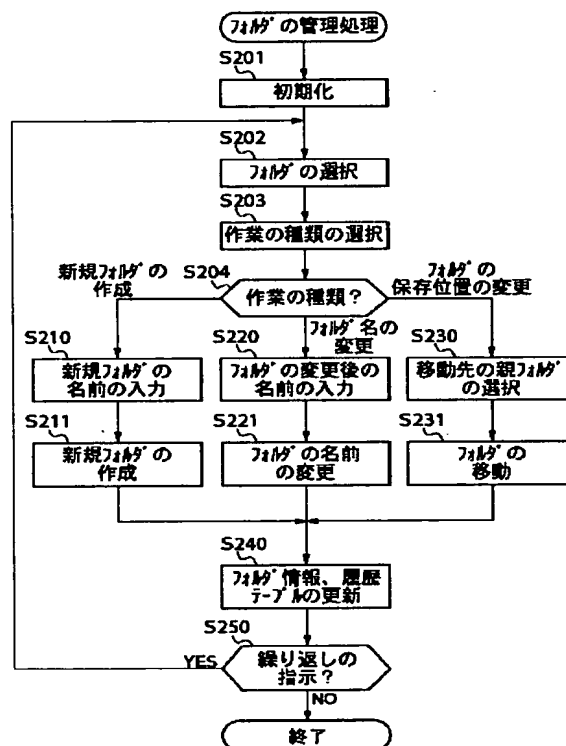 フォルダの管理処理
S201
初期化
S202
フォルダの選択
S203
作業の種類の選択
S204
作業の種類?
新規フォルダの
作成
フォルダ名の
変更
フォルダの
保存位置の変更
S210
新規フォルダの
名前の入力
S211
新規フォルダの
作成
S220
フォルダの変更後の
名前の入力
S221
フォルダの名前
の変更
S230
移動先の親フォルダ
の選択
S231
フォルダの
移動
S240
フォルダ情報、履歴
テーブルの更新
S250
繰り返しの
指示?
YES
NO
終了